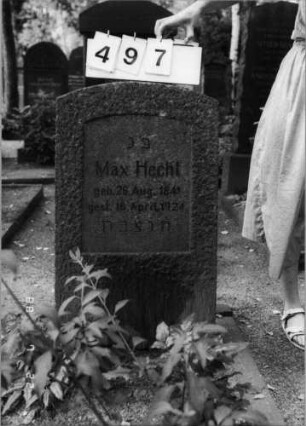 497
פ נ
Max Hecht
geb. 26 Aug. 1841
gest. 16 April 1924
ת נ צ ב ה